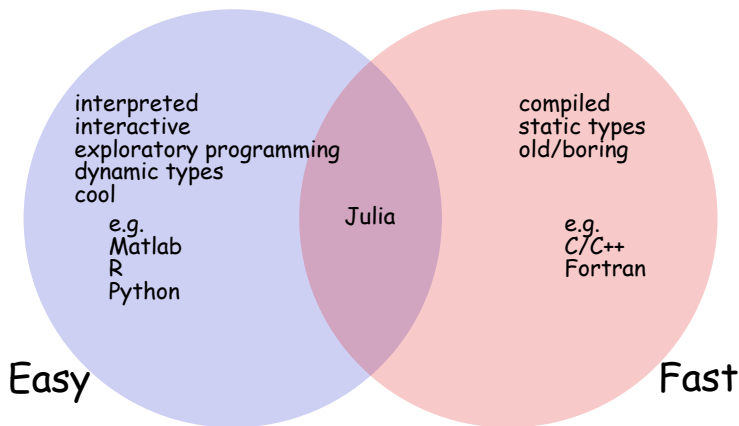 interpreted
interactive
exploratory programming
dynamic types
cool
e.g.
Matlab
R
Python
Easy
Julia
compiled
static types
old/boring
e.g.
C/C++
Fortran
Fast